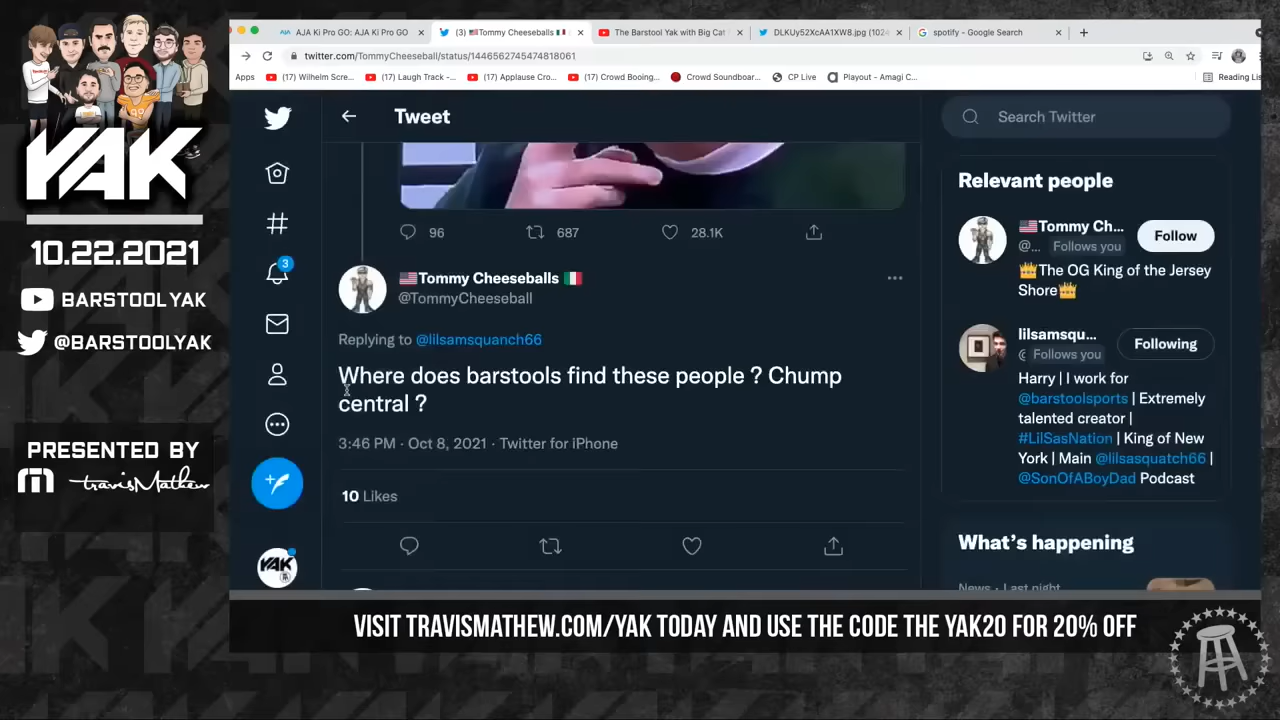 AJA Ki Pro GO: AJA Ki Pro GO
(3) 🇺🇸Tommy Cheeseballs
The Barstool Yak with Big Cat
DLKUy52XcAA1XW8.jpg (102
spotify - Google Search
twitter.com/TommyCheeseball/status/1446562745474818061
Apps
(17) Wilhelm Scre...
(17) Laugh Track -...
(17) Applause Cro...
(17) Crowd Booing...
Crowd Soundboar...
CP Live
Playout - Amagi C...
Reading Lis
YAK
10.22.2021
BARSTOOL YAK
@BARSTOOLYAK
PRESENTED BY
travisMathew
3
YAK
Tweet
96
687
28.1K
🇺🇸Tommy Cheeseballs 🇮🇹
@TommyCheeseball
Replying to @lilsamsquanch66
Where does barstools find these people ? Chump
central ?
3:46 PM · Oct 8, 2021 · Twitter for iPhone
10 Likes
Search Twitter
Relevant people
🇺🇸Tommy Ch...
@... Follows you
Follow
👑The OG King of the Jersey
Shore👑
lilsamsqu...
Follows you
Following
Harry | I work for
@barstoolsports | Extremely
talented creator |
#LilSasNation | King of New
York | Main @lilsasquatch66 |
@SonOfABoyDad Podcast
What's happening
News · Last night
VISIT TRAVISMATHEW.COM/YAK TODAY AND USE THE CODE THE YAK20 FOR 20% OFF